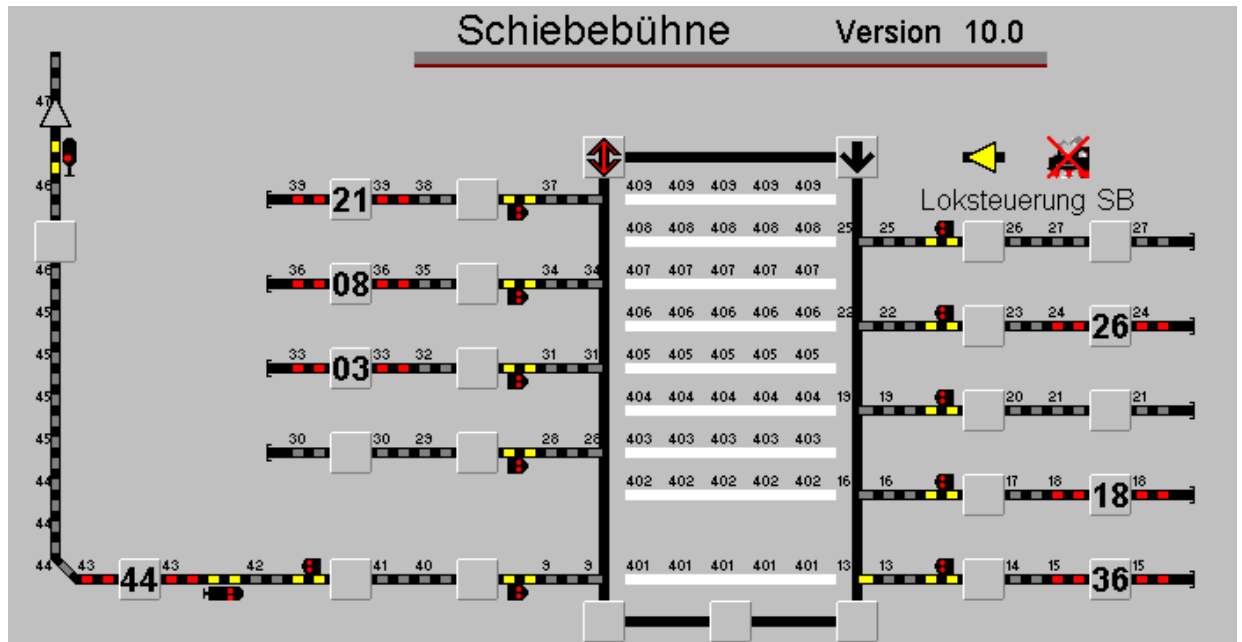 Schiebebühne Version 10.0
47
46
39 21 39 38 37 409 409 409 409 409 Loksteuerung SB
408 408 408 408 408 25 25 26 27 27
46 36 08 36 35 34 34 407 407 407 407 407
45 406 406 406 406 406 22 22 23 24 26 24
45 33 03 33 32 31 31 405 405 405 405 405
45 404 404 404 404 404 19 19 20 21 21
45 30 30 29 28 28 403 403 403 403 403
44 402 402 402 402 402 16 16 17 18 18 18
44
44 43 44 43 42 41 40 9 9 401 401 401 401 401 13 13 14 15 36 15